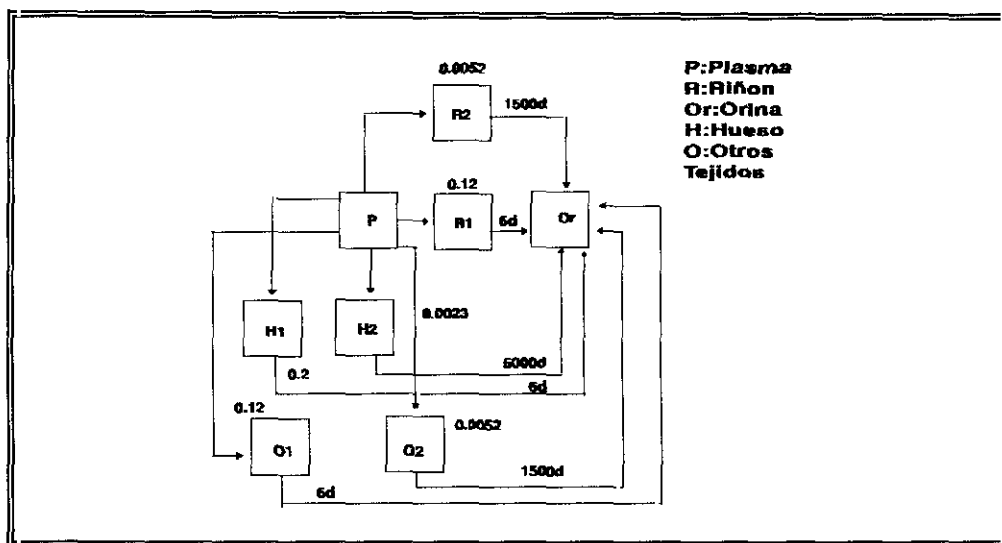 0.0052
P:Plasma
R:Riñon
Or:Orina
H:Hueso
O:Otros
Tejidos
R2
1500d
0.12
P
R1
6d
Or
H1
H2
0.0023
0.2
5000d
6d
0.12
O1
O2
0.0052
1500d
6d